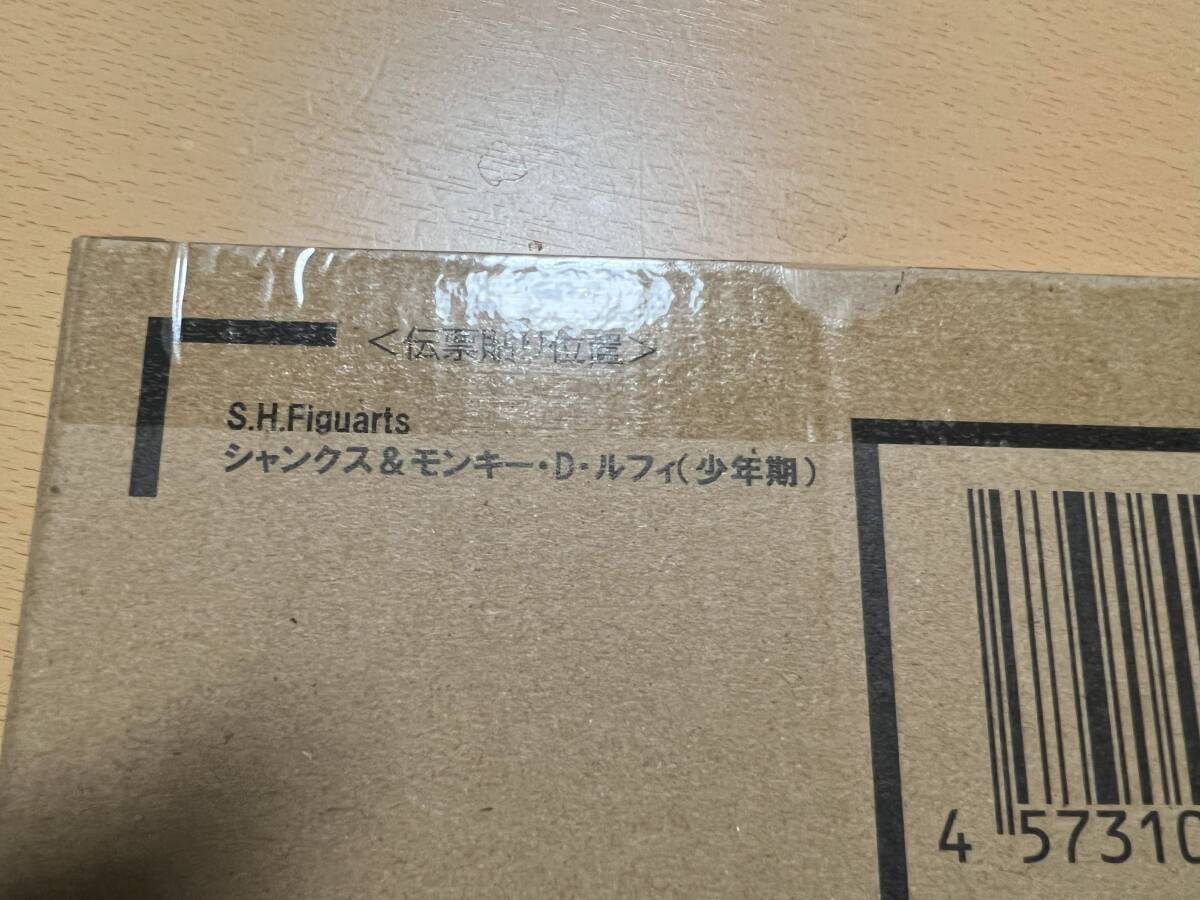 <伝票貼り位置>
S.H.Figuarts
シャンクス&モンキー・D・ルフィ(少年期)
4 57310